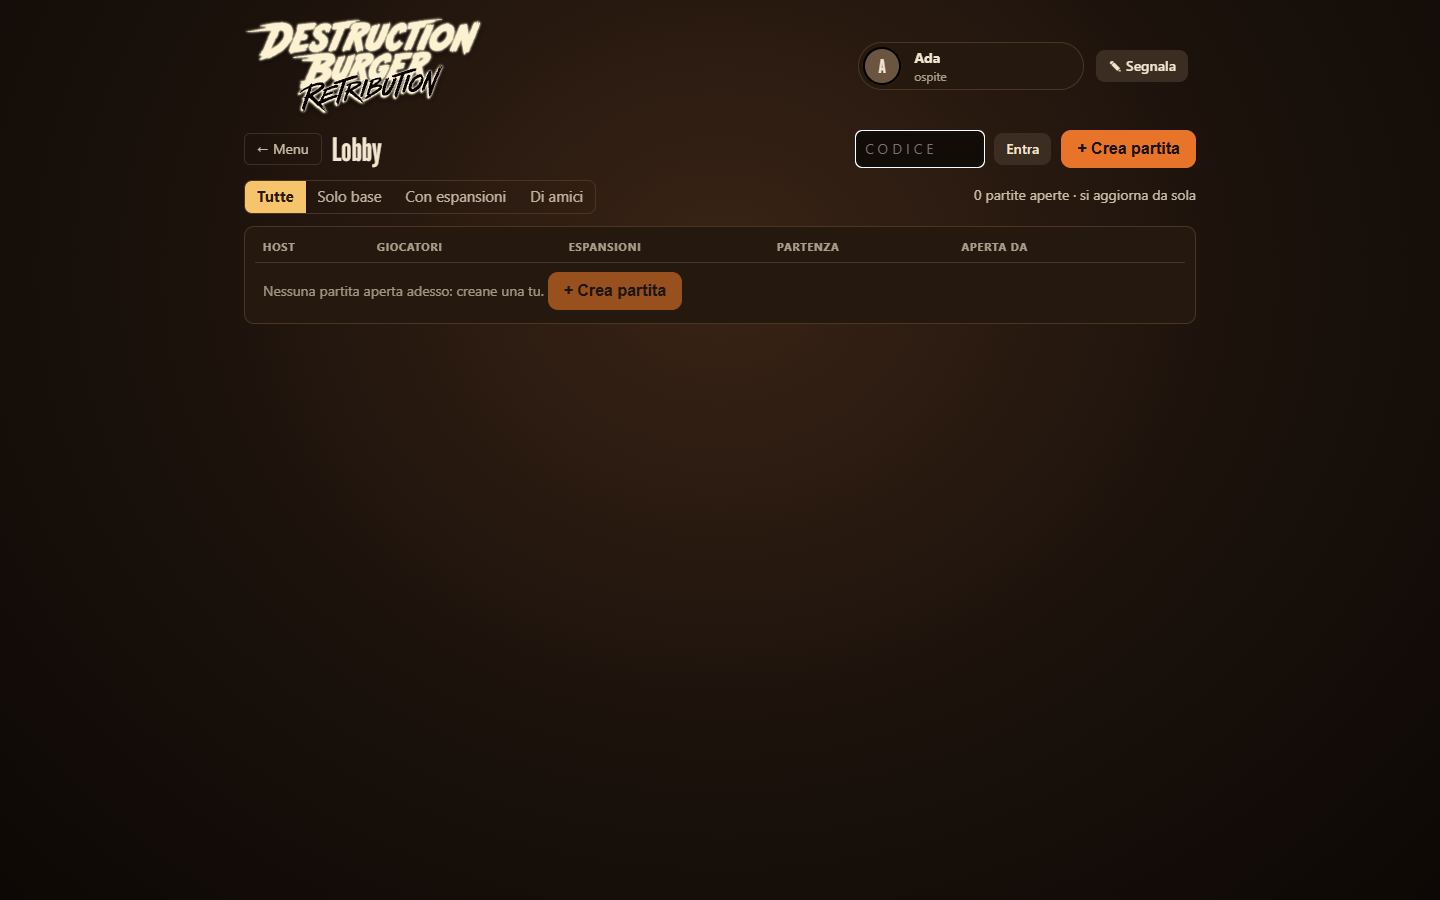 DESTRUCTION
BURGER
RETRIBUTION
A
Ada
ospite
✎ Segnala
← Menu
Lobby
CODICE
Entra
+ Crea partita
Tutte
Solo base
Con espansioni
Di amici
0 partite aperte · si aggiorna da sola
HOST
GIOCATORI
ESPANSIONI
PARTENZA
APERTA DA
Nessuna partita aperta adesso: creane una tu.
+ Crea partita